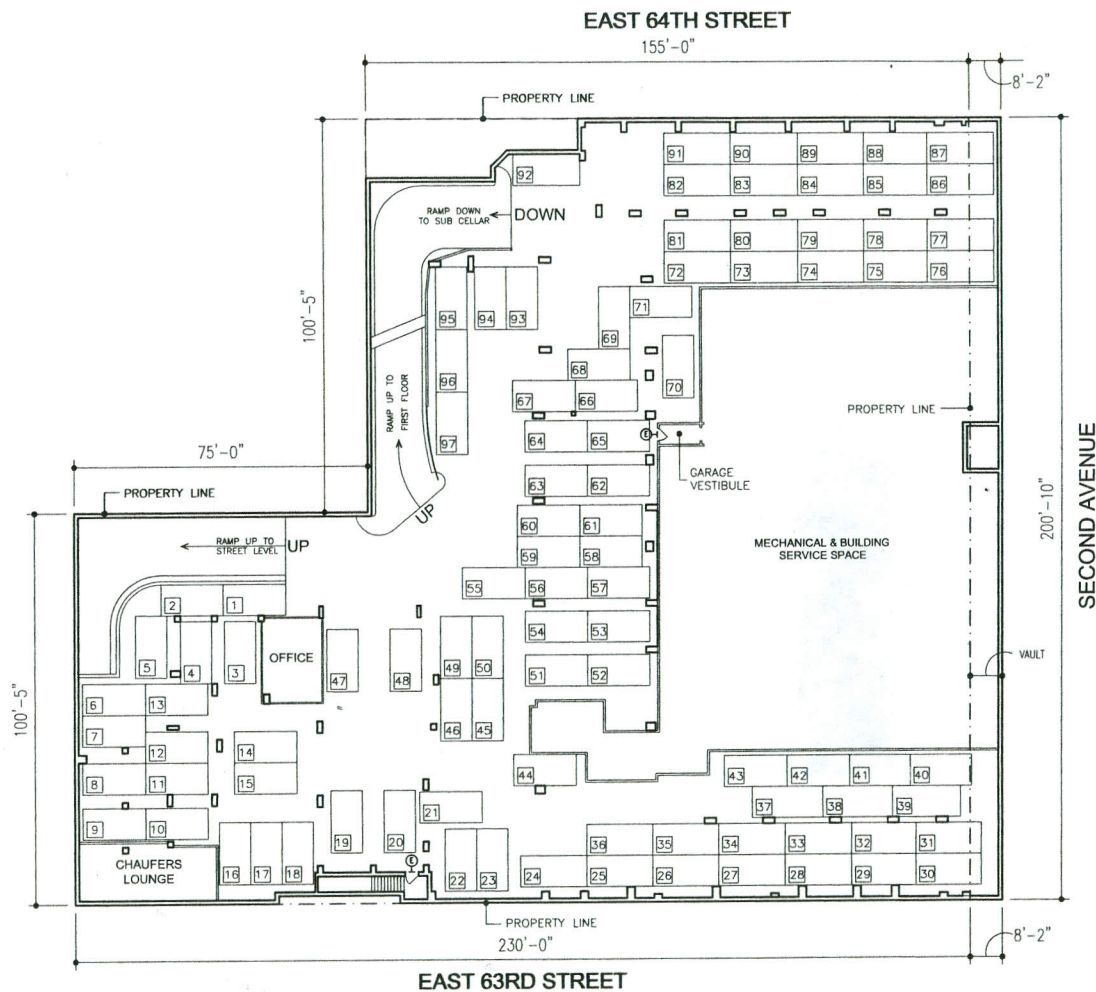 EAST 64TH STREET
155'-0"
8'-2"
PROPERTY LINE
91 90 89 88 87
92
82 83 84 85 86
RAMP DOWN
TO SUB CELLAR
DOWN
81 80 79 78 77
72 73 74 75 76
100'-5"
71
95 94 93
69
68
96
70
67 66
RAMP UP TO
FIRST FLOOR
PROPERTY LINE
64 65
E
97
75'-0"
GARAGE
VESTIBULE
63 62
PROPERTY LINE
UP
60 61
RAMP UP TO
STREET LEVEL
UP
MECHANICAL & BUILDING
SERVICE SPACE
200'-10"
SECOND AVENUE
59 58
55 56 57
2 1
54 53
OFFICE
VAULT
5 4 3
47 48 49 50
51 52
6 13
100'-5"
7
46 45
12 14
44
43 42 41 40
8 11 15
37 38 39
21
9 10
19 20
36 35 34 33 32 31
CHAUFERS
LOUNGE
E
16 17 18
22 23 24 25 26 27 28 29 30
PROPERTY LINE
230'-0"
8'-2"
EAST 63RD STREET